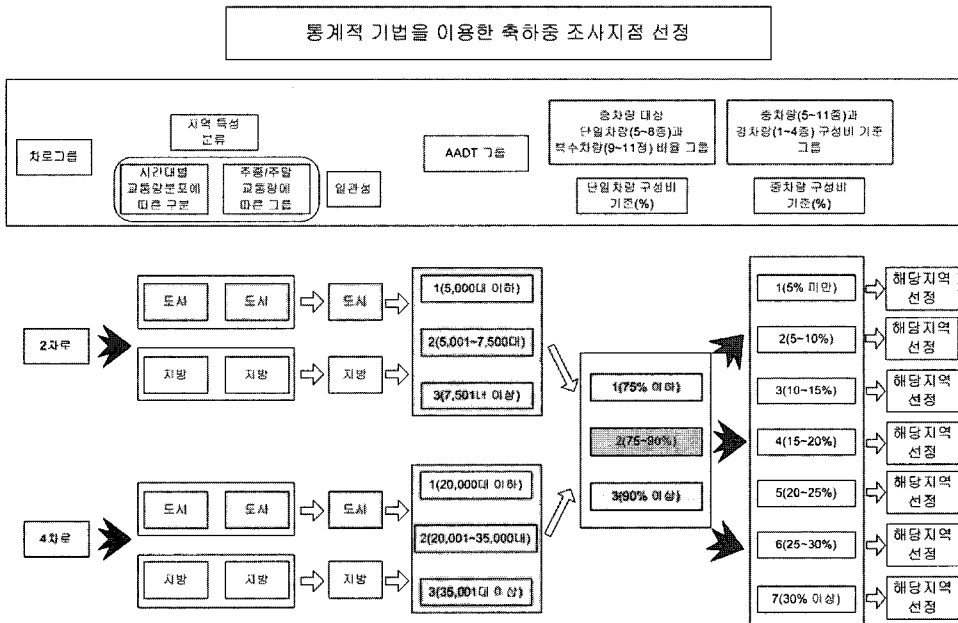 통계적 기법을 이용한 축하중 조사지점 선정
차로그룹
지역 특성
분류
시간대별
교통량분포에
따른 구분
주중/주말
교통량에
따른 그룹
일관성
AADT 그룹
중차량 대상
단일차량(5~8종)과
복수차량(9~11종) 비율 그룹
단일차량 구성비
기준(%)
중차량(5~11종)과
경차량(1~4종) 구성비 기준
그룹
중차량 구성비
기준(%)
2차로
도시
도시
도시
지방
지방
지방
1(5,000대 이하)
2(5,001~7,500대)
3(7,501대 이상)
4차로
도시
도시
도시
지방
지방
지방
1(20,000대 이하)
2(20,001~35,000대)
3(35,001대 이상)
1(75% 이하)
2(75~90%)
3(90% 이상)
1(5% 미만)
해당지역
선정
2(5~10%)
해당지역
선정
3(10~15%)
해당지역
선정
4(15~20%)
해당지역
선정
5(20~25%)
해당지역
선정
6(25~30%)
해당지역
선정
7(30% 이상)
해당지역
선정